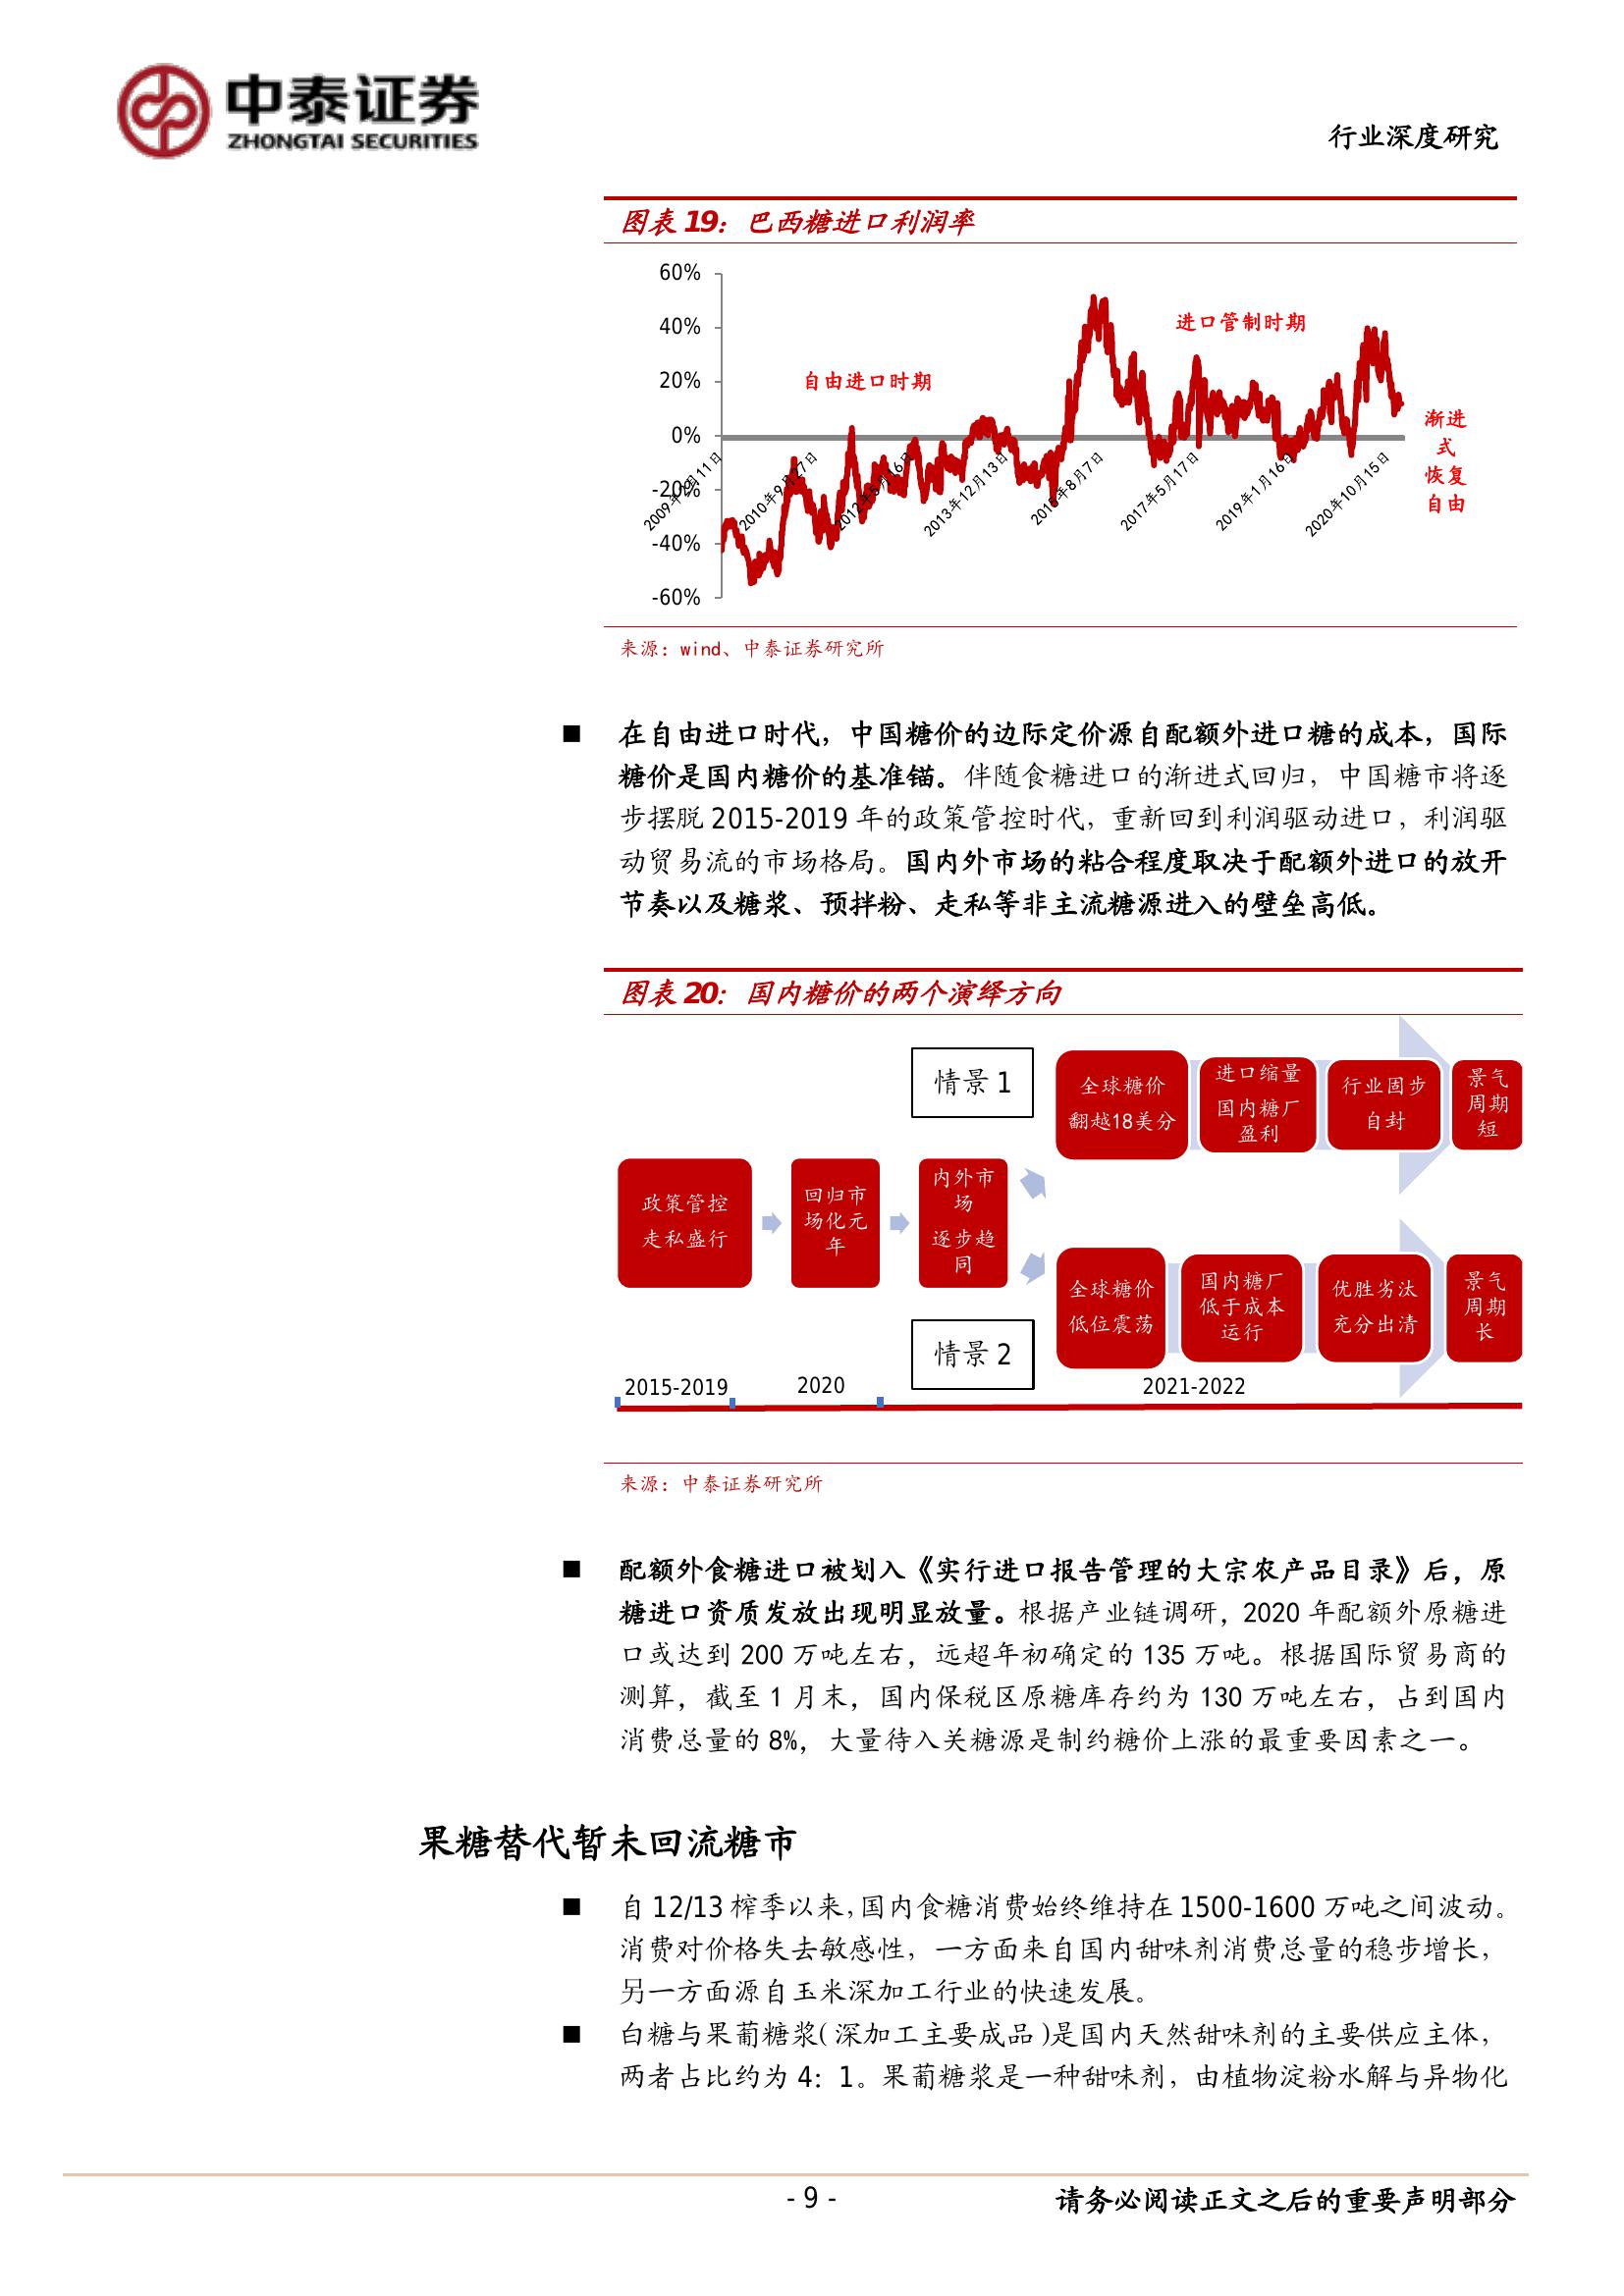 中泰证券
ZHONGTAI SECURITIES
行业深度研究
图表 19：巴西糖进口利润率
60%
40%
20%
0%
-20%
-40%
-60%
自由进口时期
进口管制时期
渐进
式
恢复
自由
2010年9月27日
2012年5月16日
2013年12月13日
2015年8月7日
2017年5月17日
2019年1月16日
2020年10月15日
来源：wind、中泰证券研究所
■ 在自由进口时代，中国糖价的边际定价源自配额外进口糖的成本，国际
糖价是国内糖价的基准锚。伴随食糖进口的渐进式回归，中国糖市将逐
步摆脱 2015-2019 年的政策管控时代，重新回到利润驱动进口，利润驱
动贸易流的市场格局。国内外市场的粘合程度取决于配额外进口的放开
节奏以及糖浆、预拌粉、走私等非主流糖源进入的壁垒高低。
图表 20：国内糖价的两个演绎方向
情景 1
全球糖价
翻越18美分
进口缩量
国内糖厂
盈利
行业固步
自封
景气
周期
短
政策管控
走私盛行
回归市
场化元
年
内外市
场
逐步趋
同
全球糖价
低位震荡
国内糖厂
低于成本
运行
优胜劣汰
充分出清
景气
周期
长
情景 2
2015-2019
2020
2021-2022
来源：中泰证券研究所
■ 配额外食糖进口被划入《实行进口报告管理的大宗农产品目录》后，原
糖进口资质发放出现明显放量。根据产业链调研，2020 年配额外原糖进
口或达到 200 万吨左右，远超年初确定的 135 万吨。根据国际贸易商的
测算，截至 1 月末，国内保税区原糖库存约为 130 万吨左右，占到国内
消费总量的 8%，大量待入关糖源是制约糖价上涨的最重要因素之一。
果糖替代暂未回流糖市
■ 自 12/13 榨季以来，国内食糖消费始终维持在 1500-1600 万吨之间波动。
消费对价格失去敏感性，一方面来自国内甜味剂消费总量的稳步增长，
另一方面源自玉米深加工行业的快速发展。
■ 白糖与果葡糖浆(深加工主要成品)是国内天然甜味剂的主要供应主体，
两者占比约为 4：1。果葡糖浆是一种甜味剂，由植物淀粉水解与异物化
- 9 -
请务必阅读正文之后的重要声明部分